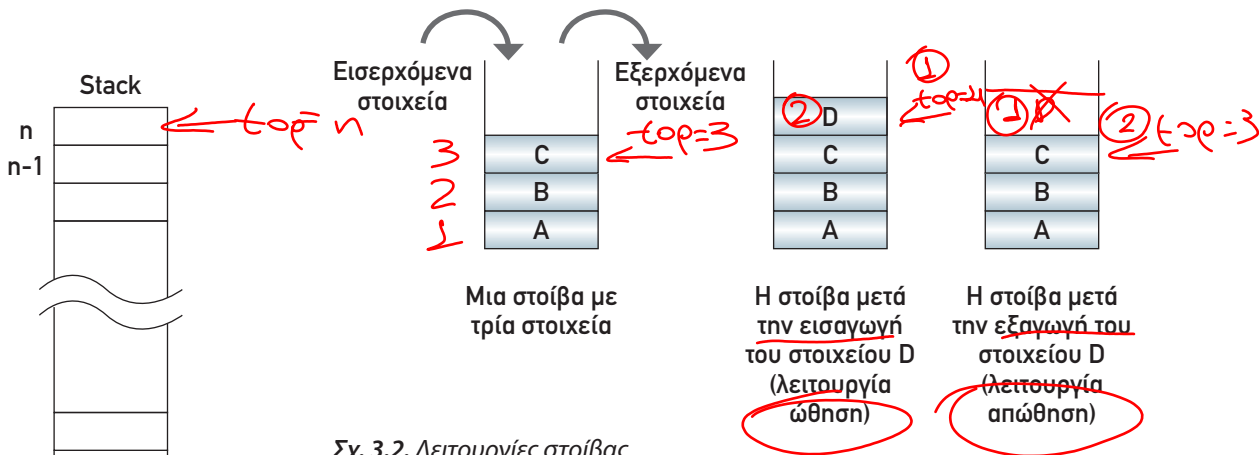 Stack
n
n-1
top=n
Εισερχόμενα
στοιχεία
Εξερχόμενα
στοιχεία
3
2
1
C
B
A
top=3
Μια στοίβα με
τρία στοιχεία
① top=4
② D
C
B
A
Η στοίβα μετά
την εισαγωγή
του στοιχείου D
(λειτουργία
ώθηση)
① D
② top=3
C
B
A
Η στοίβα μετά
την εξαγωγή του
στοιχείου D
(λειτουργία
απώθηση)
Σχ. 3.2. Λειτουργίες στοίβας